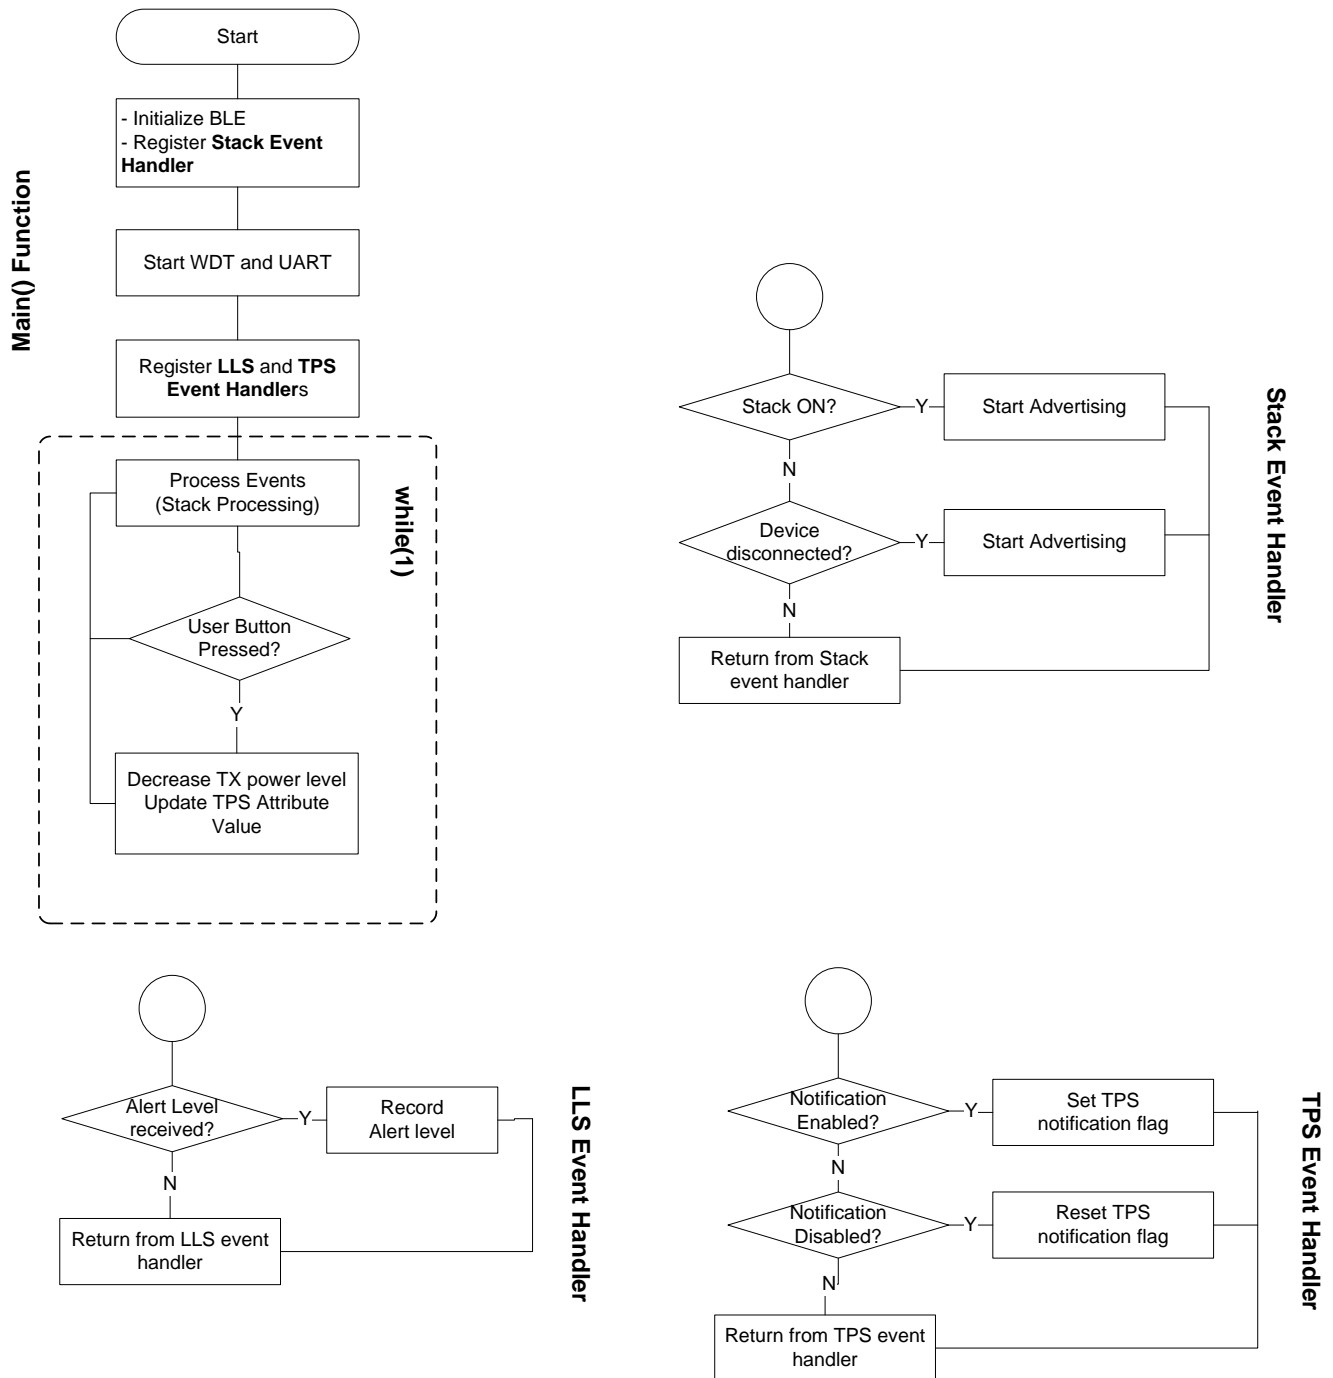 Main() Function
Start
- Initialize BLE
- Register Stack Event
Handler
Start WDT and UART
Register LLS and TPS
Event Handlers
while(1)
Process Events
(Stack Processing)
User Button
Pressed?
Y
Decrease TX power level
Update TPS Attribute
Value
Stack Event Handler
Stack ON?
Y
Start Advertising
N
Device
disconnected?
Y
Start Advertising
N
Return from Stack
event handler
LLS Event Handler
Alert Level
received?
Y
Record
Alert level
N
Return from LLS event
handler
TPS Event Handler
Notification
Enabled?
Y
Set TPS
notification flag
N
Notification
Disabled?
Y
Reset TPS
notification flag
N
Return from TPS event
handler